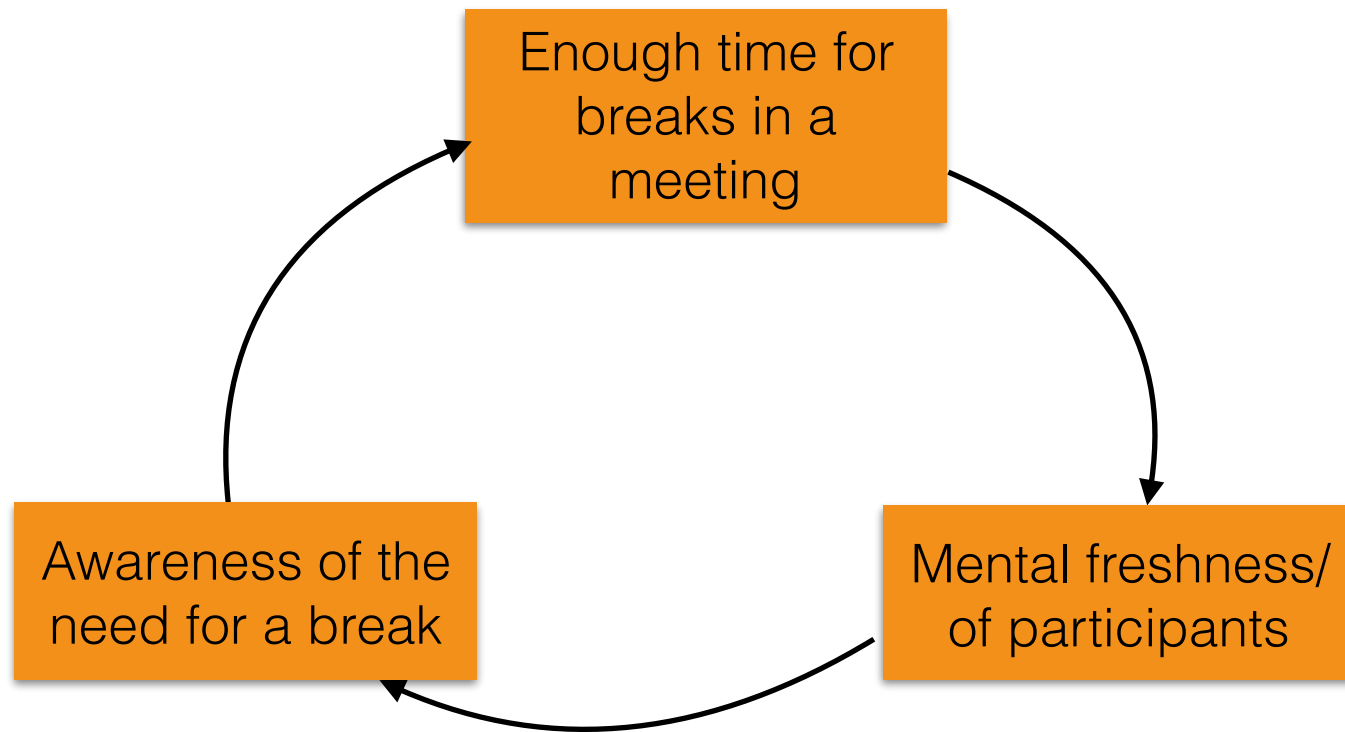 Enough time for
breaks in a
meeting
Awareness of the
need for a break
Mental freshness/
of participants